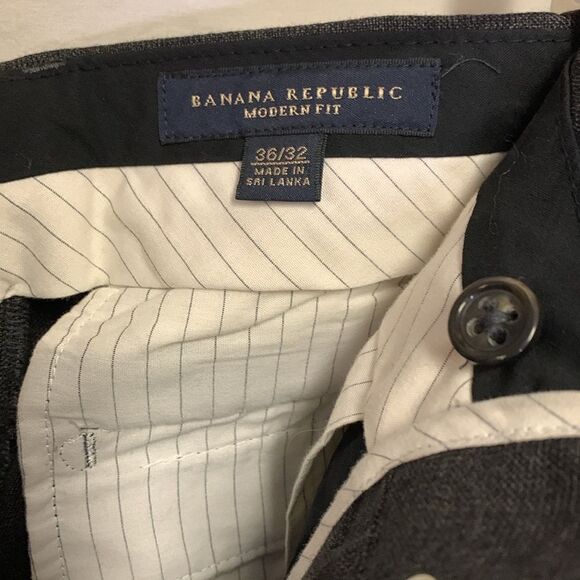 BANANA REPUBLIC
MODERN FIT
36/32
MADE IN
SRI LANKA